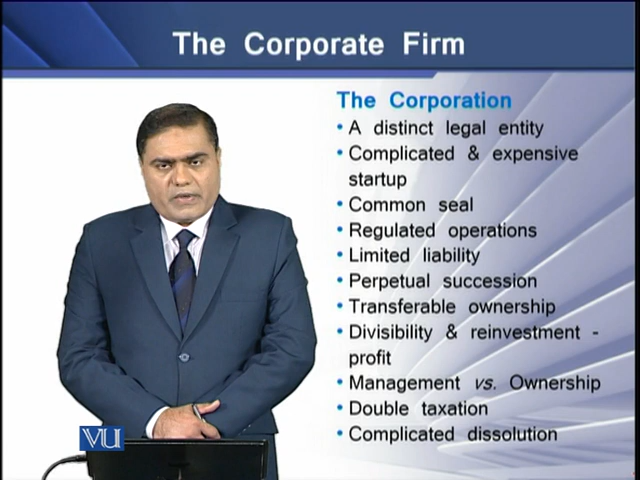 The Corporate Firm
The Corporation
• A distinct legal entity
• Complicated & expensive
startup
• Common seal
• Regulated operations
• Limited liability
• Perpetual succession
• Transferable ownership
• Divisibility & reinvestment -
profit
• Management vs. Ownership
• Double taxation
• Complicated dissolution
VU